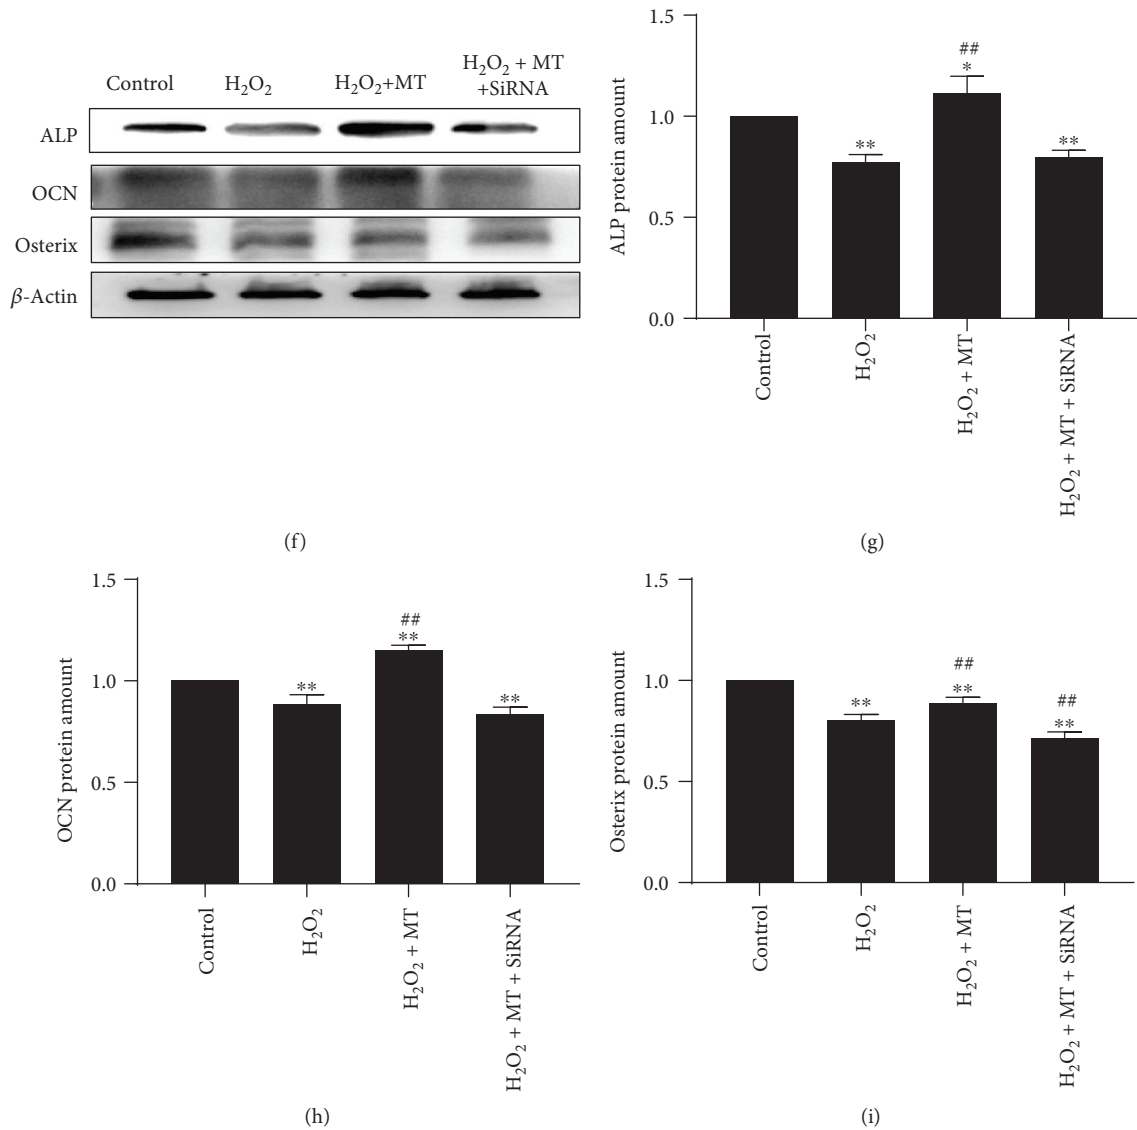 Control
H₂O₂
H₂O₂+MT
H₂O₂ + MT
+SiRNA
ALP
OCN
Osterix
β-Actin
(f)
ALP protein amount
1.5
1.0
0.5
0.0
**
##
*
**
Control
H₂O₂
H₂O₂ + MT
H₂O₂ + MT + SiRNA
(g)
OCN protein amount
1.5
1.0
0.5
0.0
**
##
**
**
Control
H₂O₂
H₂O₂ + MT
H₂O₂ + MT + SiRNA
(h)
Osterix protein amount
1.5
1.0
0.5
0.0
**
##
**
##
**
Control
H₂O₂
H₂O₂ + MT
H₂O₂ + MT + SiRNA
(i)